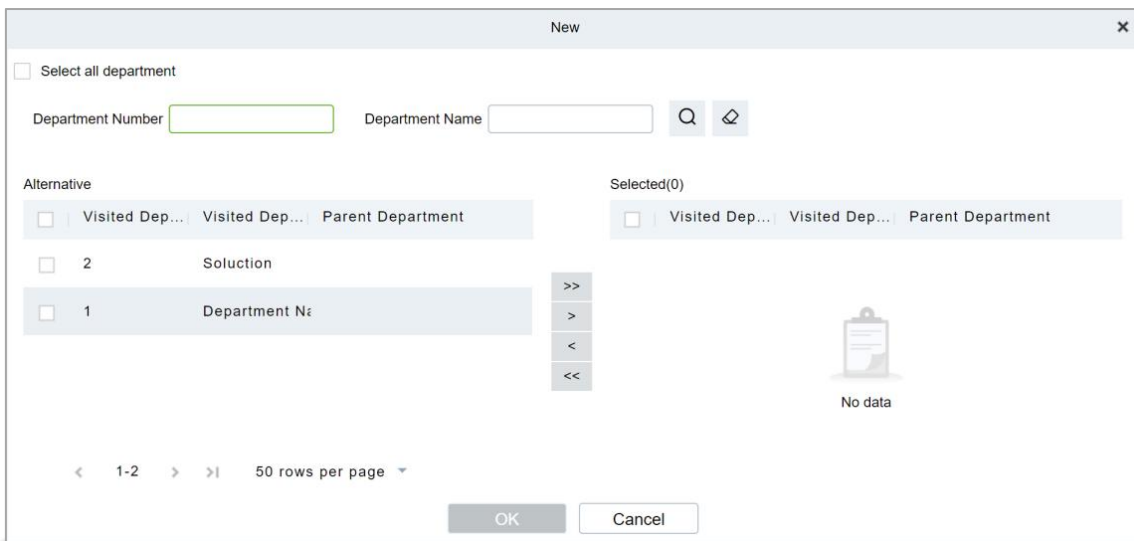 New
Select all department
Department Number Department Name
Alternative Selected(0)
Visited Dep... Visited Dep... Parent Department Visited Dep... Visited Dep... Parent Department
2 Soluction
1 Department Na
>>
>
<
<<
No data
< 1-2 > >| 50 rows per page
OK Cancel